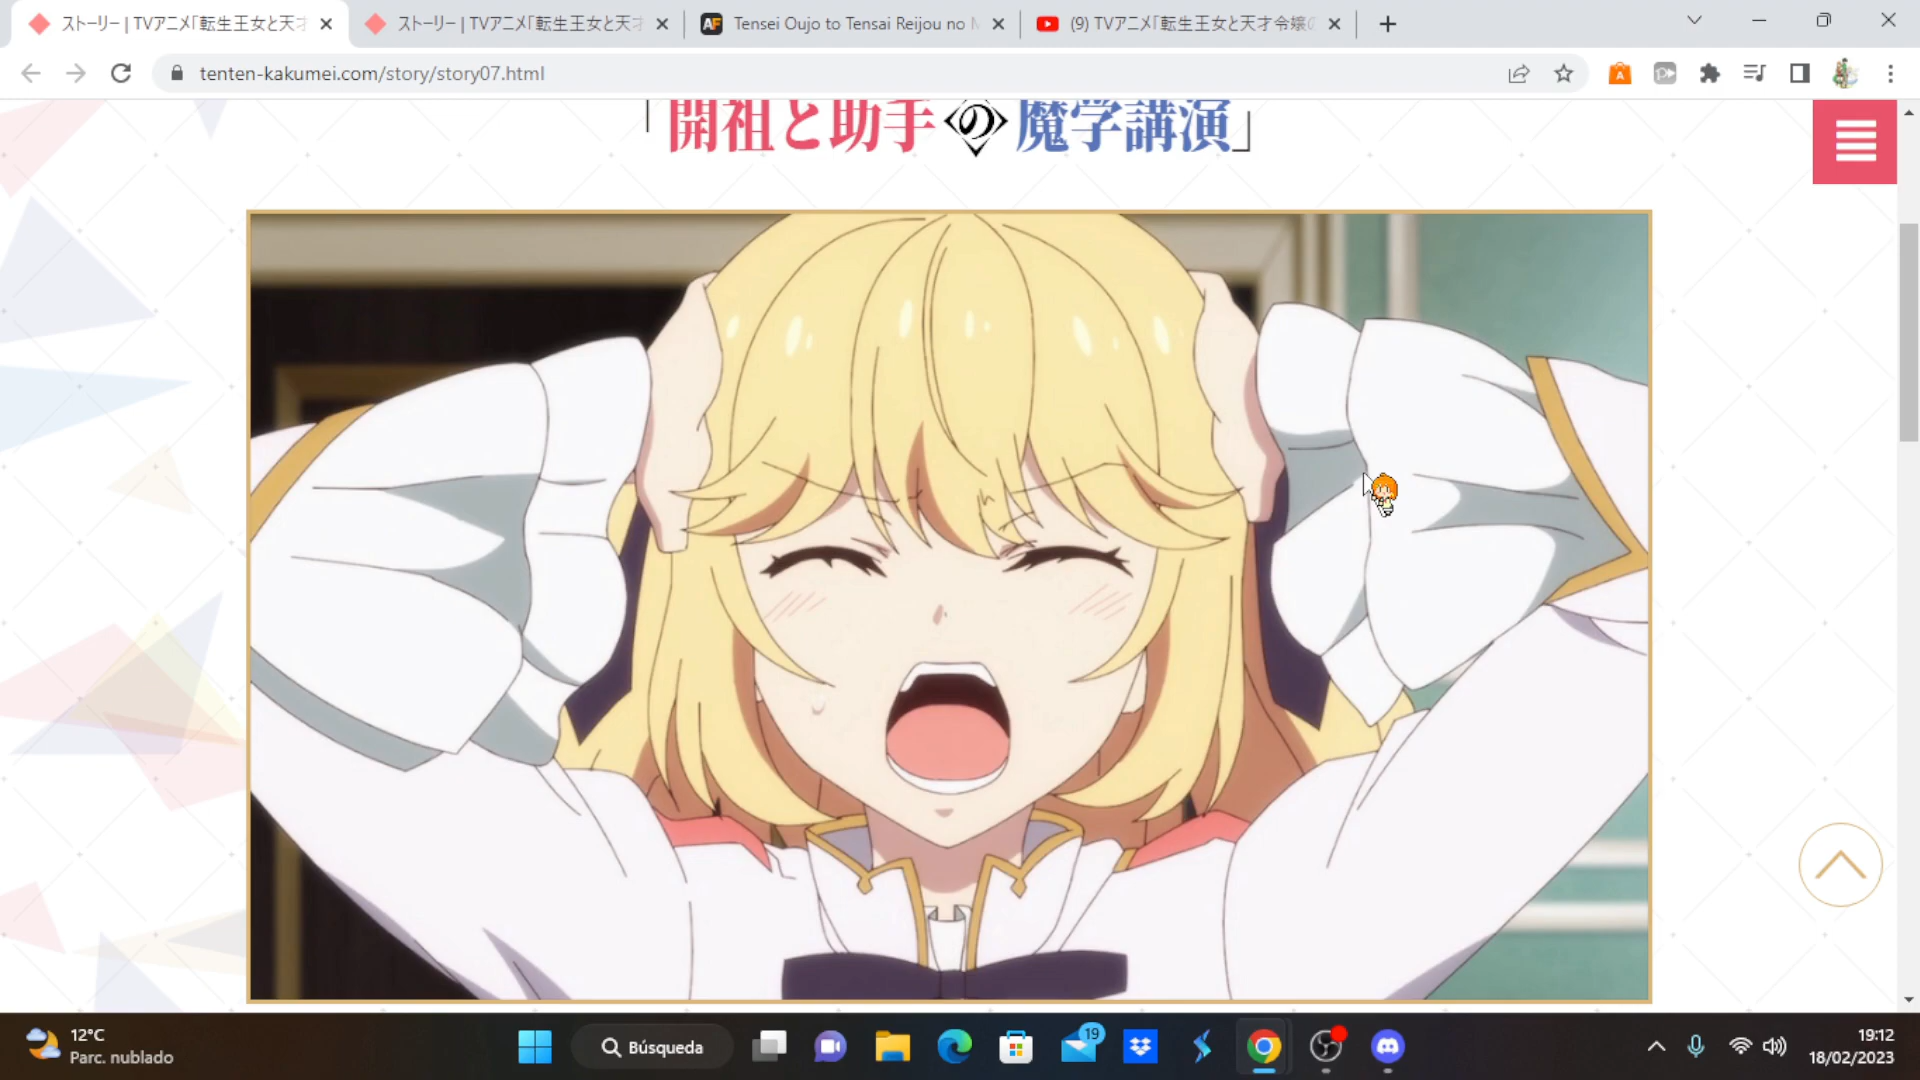 ストーリー | TVアニメ「転生王女と天才
ストーリー | TVアニメ「転生王女と天才
AF
Tensei Oujo to Tensai Reijou no
(9) TVアニメ「転生王女と天才令嬢
tenten-kakumei.com/story/story07.html
「開祖と助手の魔学講演」
12°C
Parc. nublado
Búsqueda
19
19:12
18/02/2023